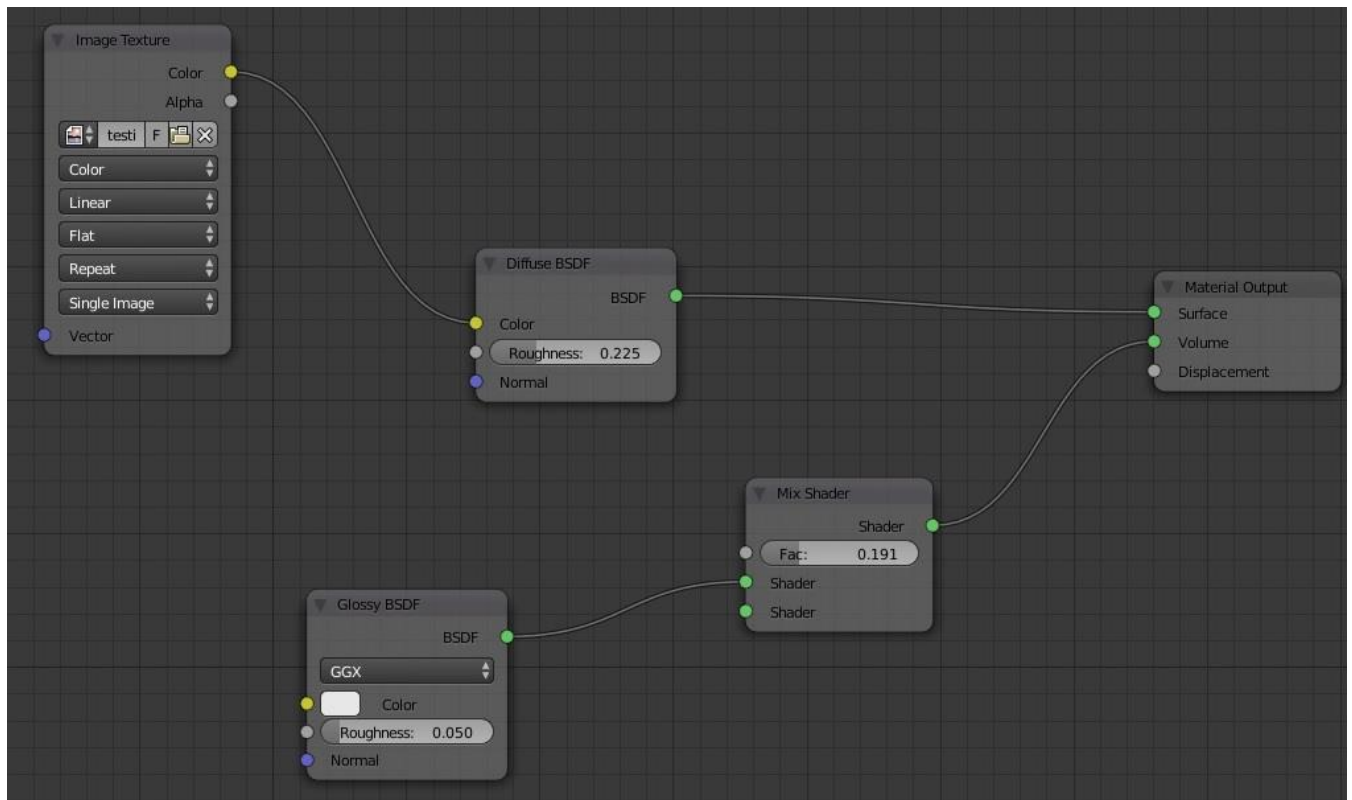 Image Texture
Color
Alpha
testi F
Color
Linear
Flat
Repeat
Single Image
Vector
Diffuse BSDF
BSDF
Color
Roughness: 0.225
Normal
Material Output
Surface
Volume
Displacement
Mix Shader
Shader
Fac: 0.191
Shader
Shader
Glossy BSDF
BSDF
GGX
Color
Roughness: 0.050
Normal